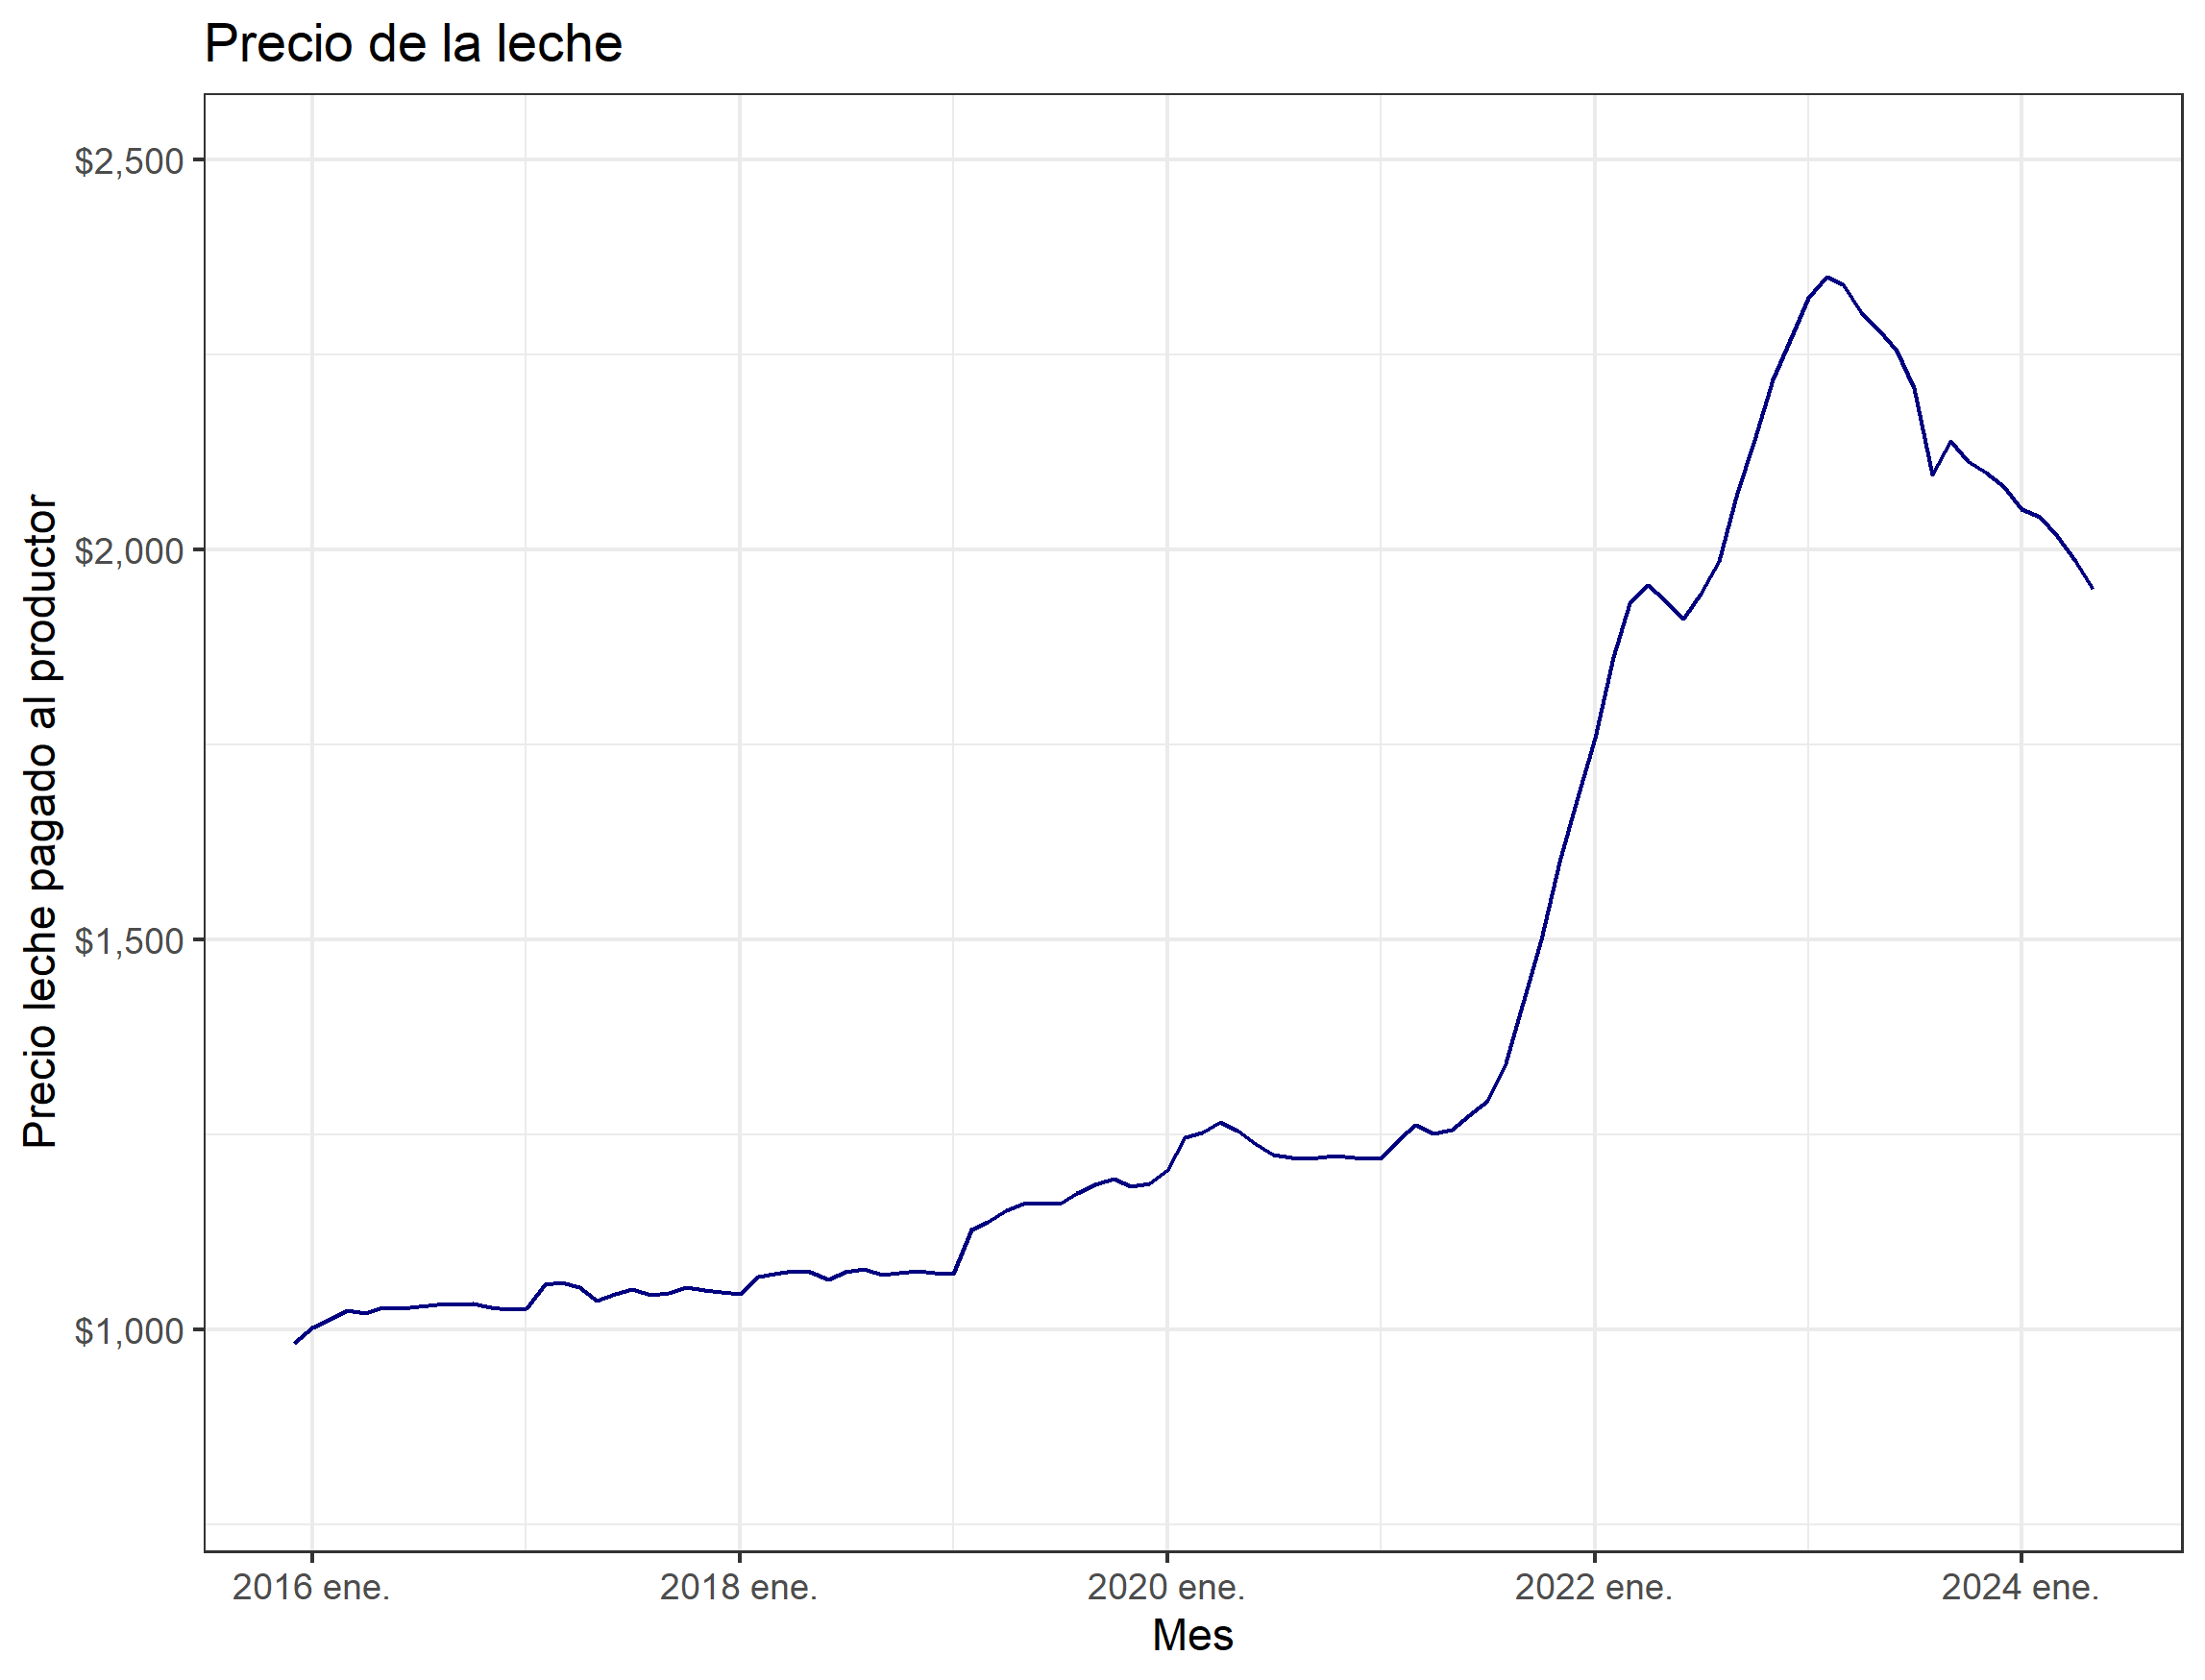 Precio de la leche
Precio leche pagado al productor
$2,500
$2,000
$1,500
$1,000
2016 ene.
2018 ene.
2020 ene.
2022 ene.
2024 ene.
Mes